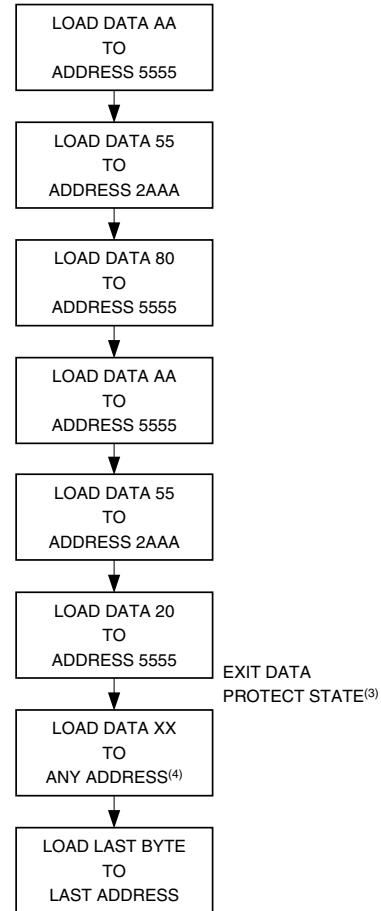 LOAD DATA AA
TO
ADDRESS 5555
LOAD DATA 55
TO
ADDRESS 2AAA
LOAD DATA 80
TO
ADDRESS 5555
LOAD DATA AA
TO
ADDRESS 5555
LOAD DATA 55
TO
ADDRESS 2AAA
LOAD DATA 20
TO
ADDRESS 5555
EXIT DATA
PROTECT STATE(3)
LOAD DATA XX
TO
ANY ADDRESS(4)
LOAD LAST BYTE
TO
LAST ADDRESS